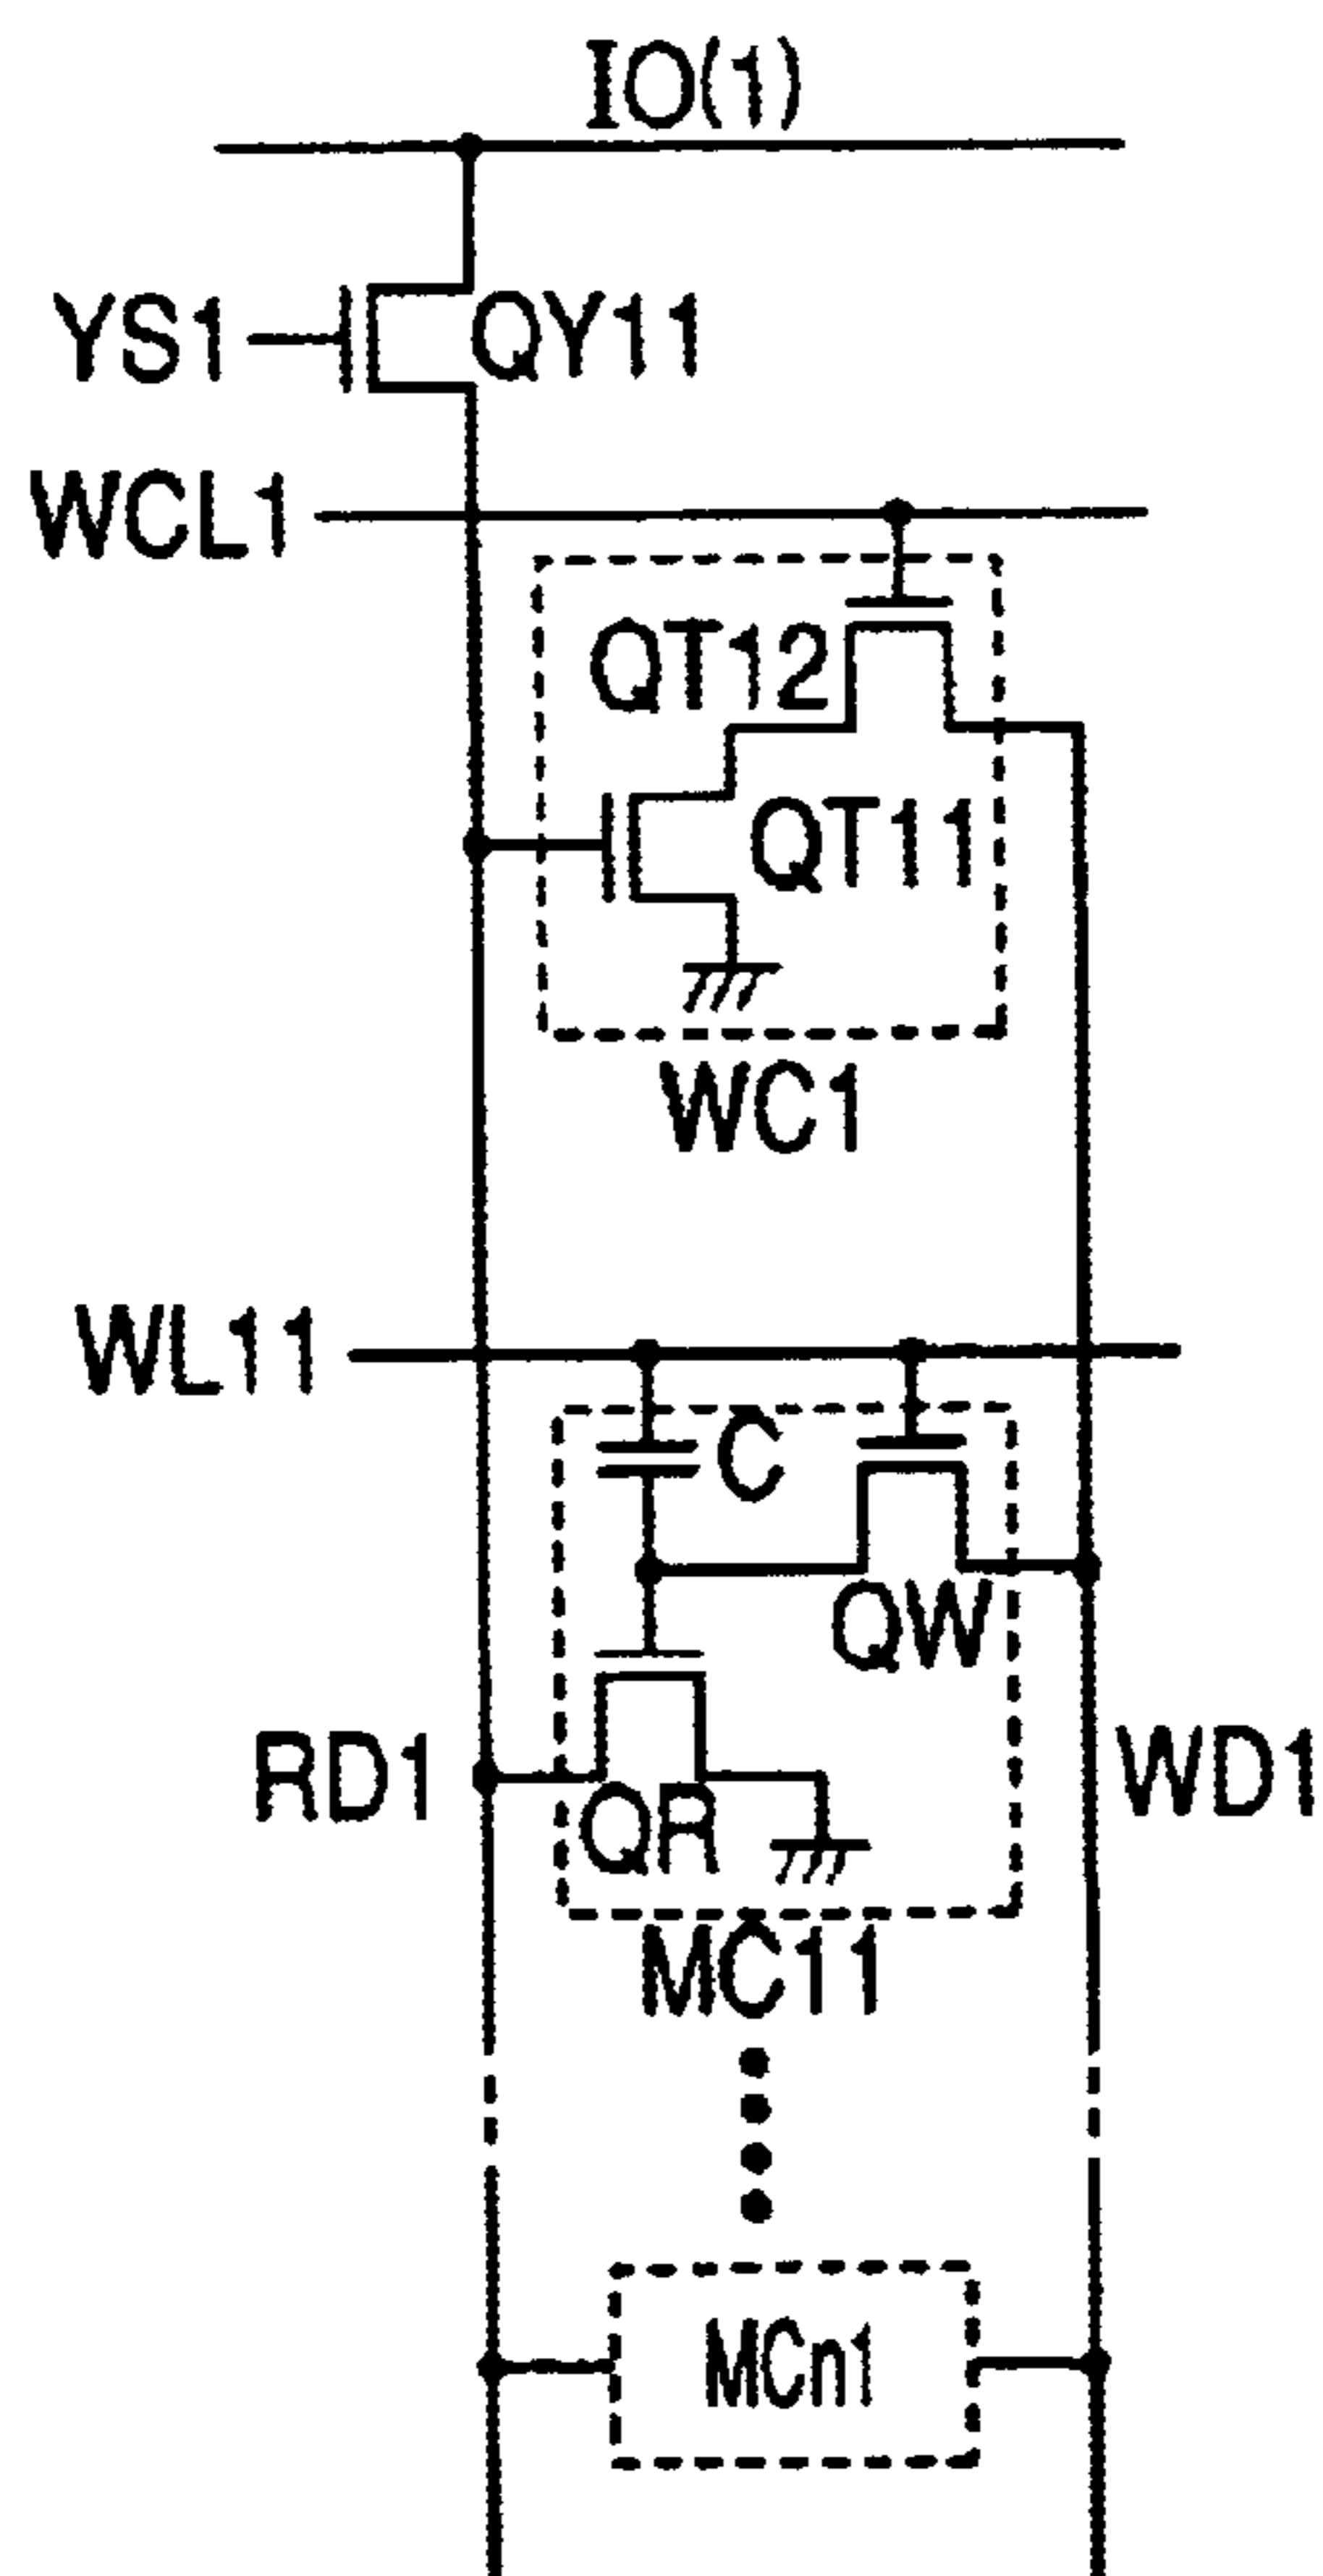 IO(1)
YS1
QY11
WCL1
QT12
QT11
WC1
WL11
C
QW
RD1
QR
WD1
MC11
MCn1